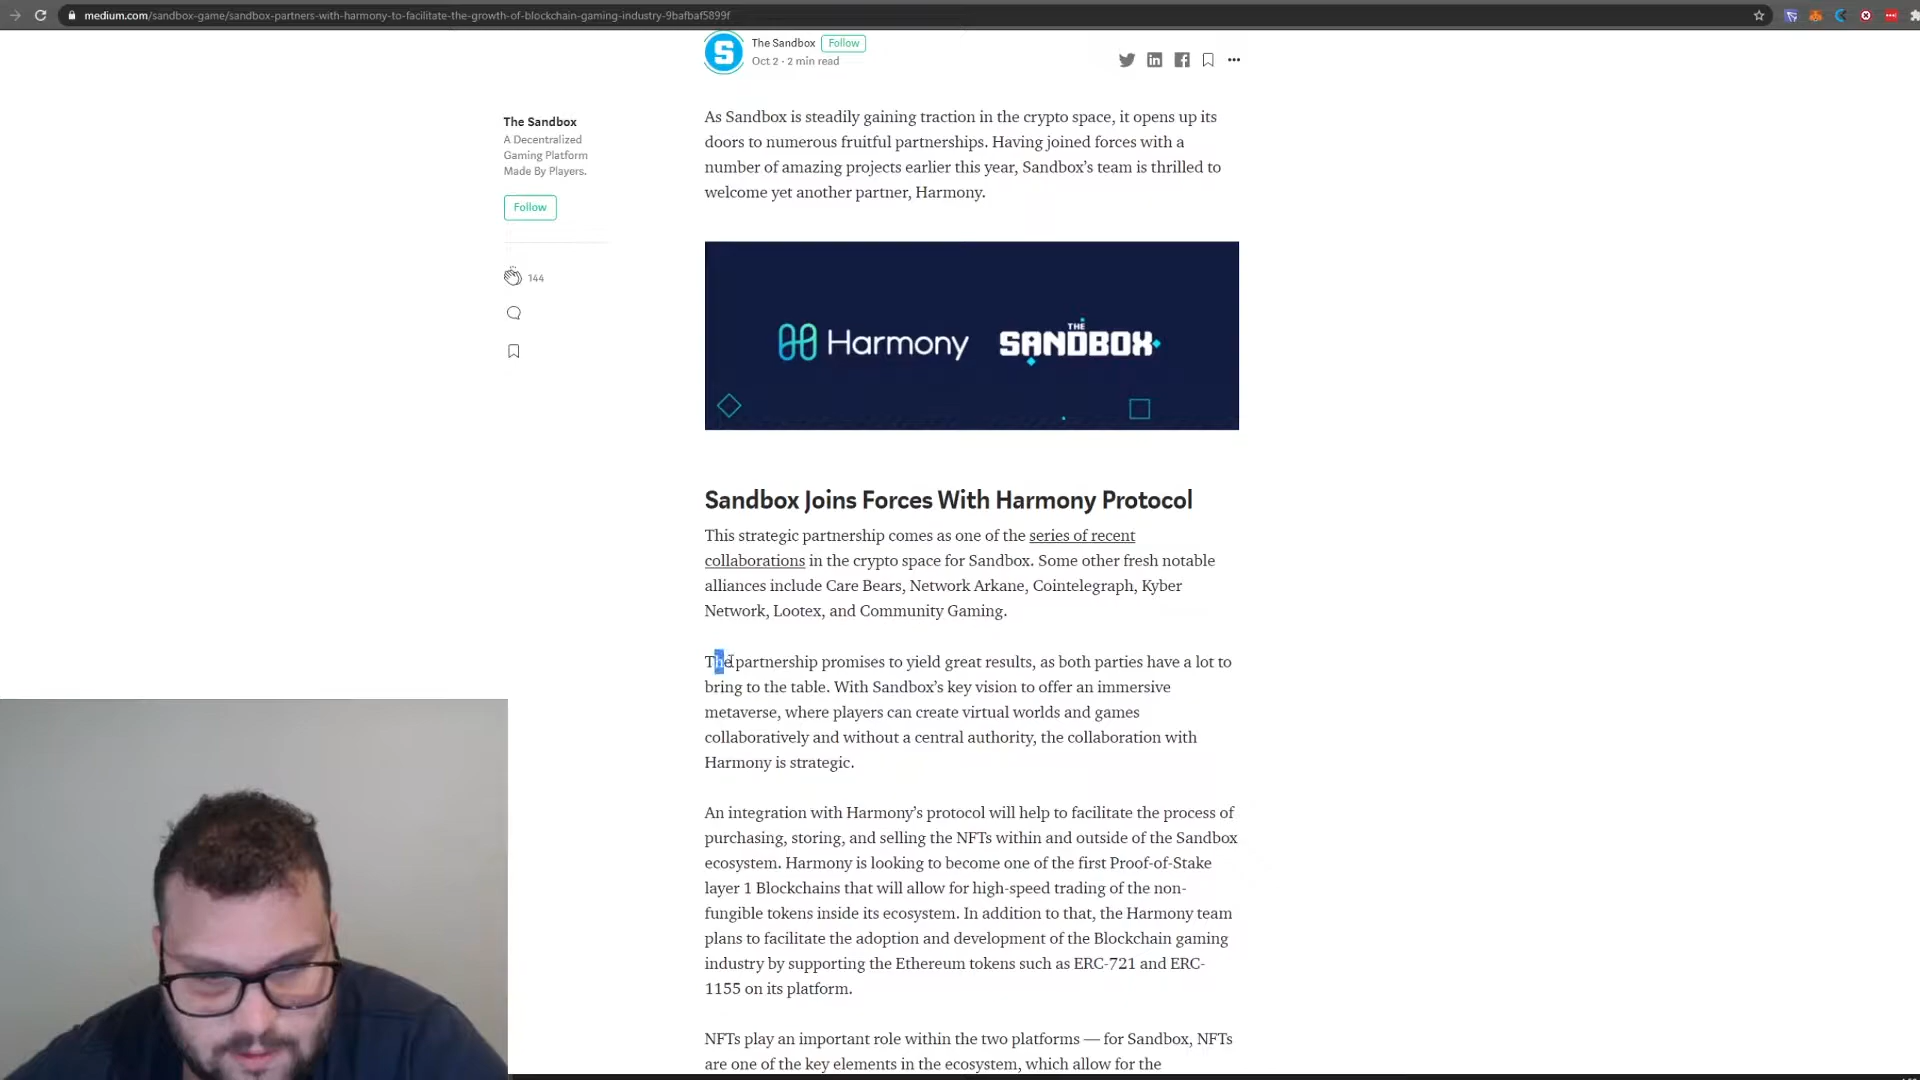 medium.com/sandbox-game/sandbox-partners-with-harmony-to-facilitate-the-growth-of-blockchain-gaming-industry-9bafbaf5899f
The Sandbox Follow
Oct 2 · 2 min read
The Sandbox
A Decentralized
Gaming Platform
Made By Players.
Follow
144
As Sandbox is steadily gaining traction in the crypto space, it opens up its
doors to numerous fruitful partnerships. Having joined forces with a
number of amazing projects earlier this year, Sandbox’s team is thrilled to
welcome yet another partner, Harmony.
Harmony THE SANDBOX
Sandbox Joins Forces With Harmony Protocol
This strategic partnership comes as one of the series of recent
collaborations in the crypto space for Sandbox. Some other fresh notable
alliances include Care Bears, Network Arkane, Cointelegraph, Kyber
Network, Lootex, and Community Gaming.
The partnership promises to yield great results, as both parties have a lot to
bring to the table. With Sandbox’s key vision to offer an immersive
metaverse, where players can create virtual worlds and games
collaboratively and without a central authority, the collaboration with
Harmony is strategic.
An integration with Harmony’s protocol will help to facilitate the process of
purchasing, storing, and selling the NFTs within and outside of the Sandbox
ecosystem. Harmony is looking to become one of the first Proof-of-Stake
layer 1 Blockchains that will allow for high-speed trading of the non-
fungible tokens inside its ecosystem. In addition to that, the Harmony team
plans to facilitate the adoption and development of the Blockchain gaming
industry by supporting the Ethereum tokens such as ERC-721 and ERC-
1155 on its platform.
NFTs play an important role within the two platforms — for Sandbox, NFTs
are one of the key elements in the ecosystem, which allow for the